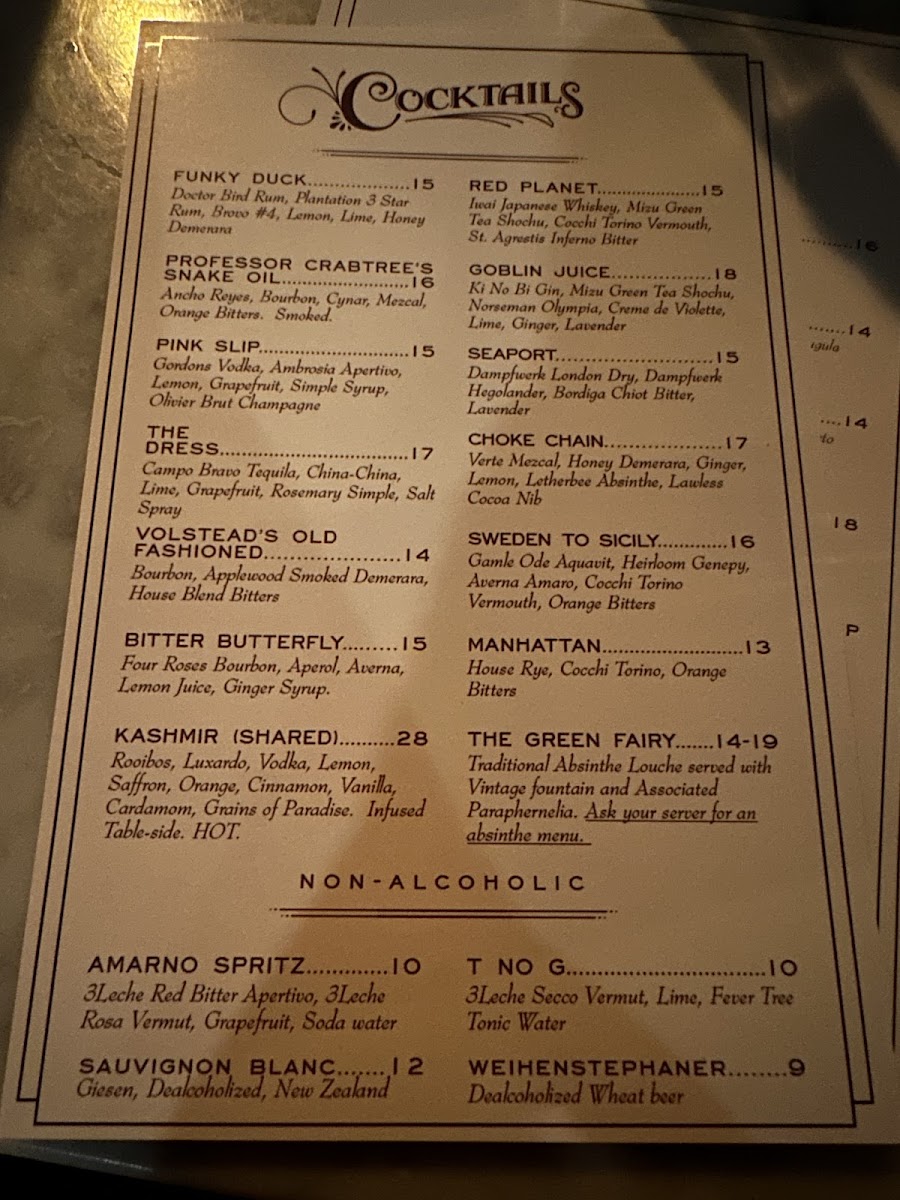 Cocktails
FUNKY DUCK...................15
Doctor Bird Rum, Plantation 3 Star
Rum, Brovo #4, Lemon, Lime, Honey
Demerara
PROFESSOR CRABTREE'S
SNAKE OIL........................16
Ancho Reyes, Bourbon, Cynar, Mezcal,
Orange Bitters. Smoked.
PINK SLIP............................15
Gordons Vodka, Ambrosia Apertivo,
Lemon, Grapefruit, Simple Syrup,
Olivier Brut Champagne
THE
DRESS...................................17
Campo Bravo Tequila, China-China,
Lime, Grapefruit, Rosemary Simple, Salt
Spray
VOLSTEAD'S OLD
FASHIONED.........................14
Bourbon, Applewood Smoked Demerara,
House Blend Bitters
BITTER BUTTERFLY.........15
Four Roses Bourbon, Aperol, Averna,
Lemon Juice, Ginger Syrup.
KASHMIR (SHARED)..........28
Rooibos, Luxardo, Vodka, Lemon,
Saffron, Orange, Cinnamon, Vanilla,
Cardamom, Grains of Paradise. Infused
Table-side. HOT.
RED PLANET....................15
Iwai Japanese Whiskey, Mizu Green
Tea Shochu, Cocchi Torino Vermouth,
St. Agrestis Inferno Bitter
GOBLIN JUICE...................18
Ki No Bi Gin, Mizu Green Tea Shochu,
Norseman Olympia, Creme de Violette,
Lime, Ginger, Lavender
SEAPORT.............................15
Dampfwerk London Dry, Dampfwerk
Hegolander, Bordiga Chiot Bitter,
Lavender
CHOKE CHAIN.....................17
Verte Mezcal, Honey Demerara, Ginger,
Lemon, Letherbee Absinthe, Lawless
Cocoa Nib
SWEDEN TO SICILY............16
Gamle Ode Aquavit, Heirloom Genepy,
Averna Amaro, Cocchi Torino
Vermouth, Orange Bitters
MANHATTAN.........................13
House Rye, Cocchi Torino, Orange
Bitters
THE GREEN FAIRY.......14-19
Traditional Absinthe Louche served with
Vintage fountain and Associated
Paraphernelia. Ask your server for an
absinthe menu.
NON-ALCOHOLIC
AMARNO SPRITZ.............10
3Leche Red Bitter Apertivo, 3Leche
Rosa Vermut, Grapefruit, Soda water
SAUVIGNON BLANC.......12
Giesen, Dealcoholized, New Zealand
T NO G...............................10
3Leche Secco Vermut, Lime, Fever Tree
Tonic Water
WEIHENSTEPHANER........9
Dealcoholized Wheat beer
..........16
.......14
....14
18
P